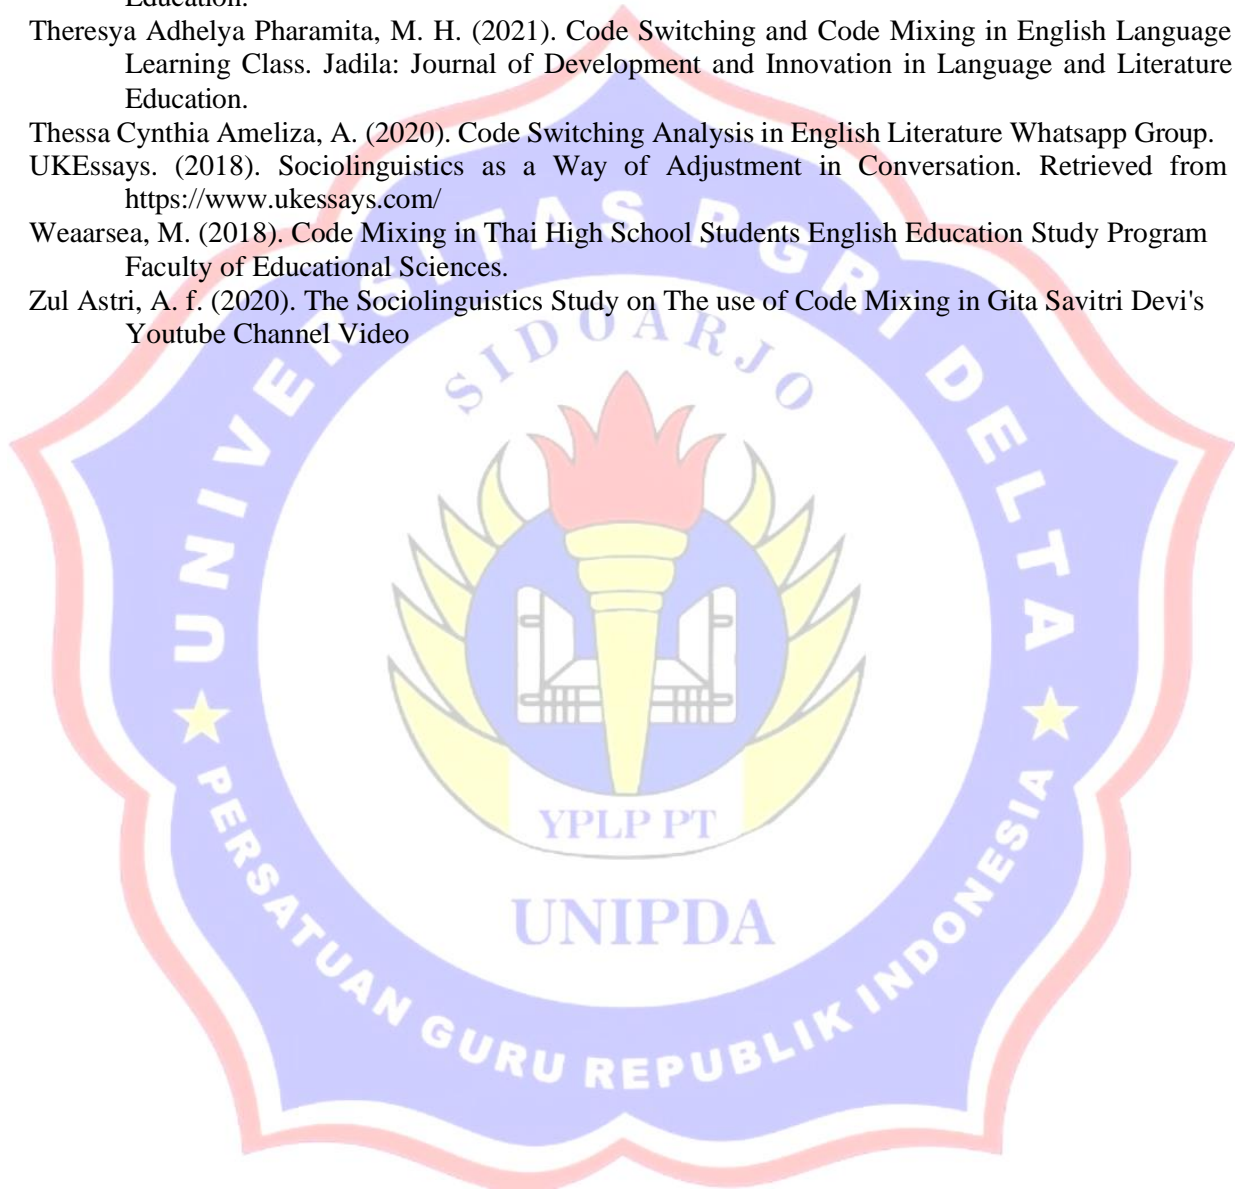 Education.
Theresya Adhelya Pharamita, M. H. (2021). Code Switching and Code Mixing in English Language
Learning Class. Jadila: Journal of Development and Innovation in Language and Literature
Education.
Thessa Cynthia Ameliza, A. (2020). Code Switching Analysis in English Literature Whatsapp Group.
UKEssays. (2018). Sociolinguistics as a Way of Adjustment in Conversation. Retrieved from
https://www.ukessays.com/
Weaarsea, M. (2018). Code Mixing in Thai High School Students English Education Study Program
Faculty of Educational Sciences.
Zul Astri, A. f. (2020). The Sociolinguistics Study on The use of Code Mixing in Gita Savitri Devi's
Youtube Channel Video
UNIVERSITAS PGRI DELTA
SIDOARJO
YPLP PT
UNIPDA
PERSATUAN GURU REPUBLIK INDONESIA